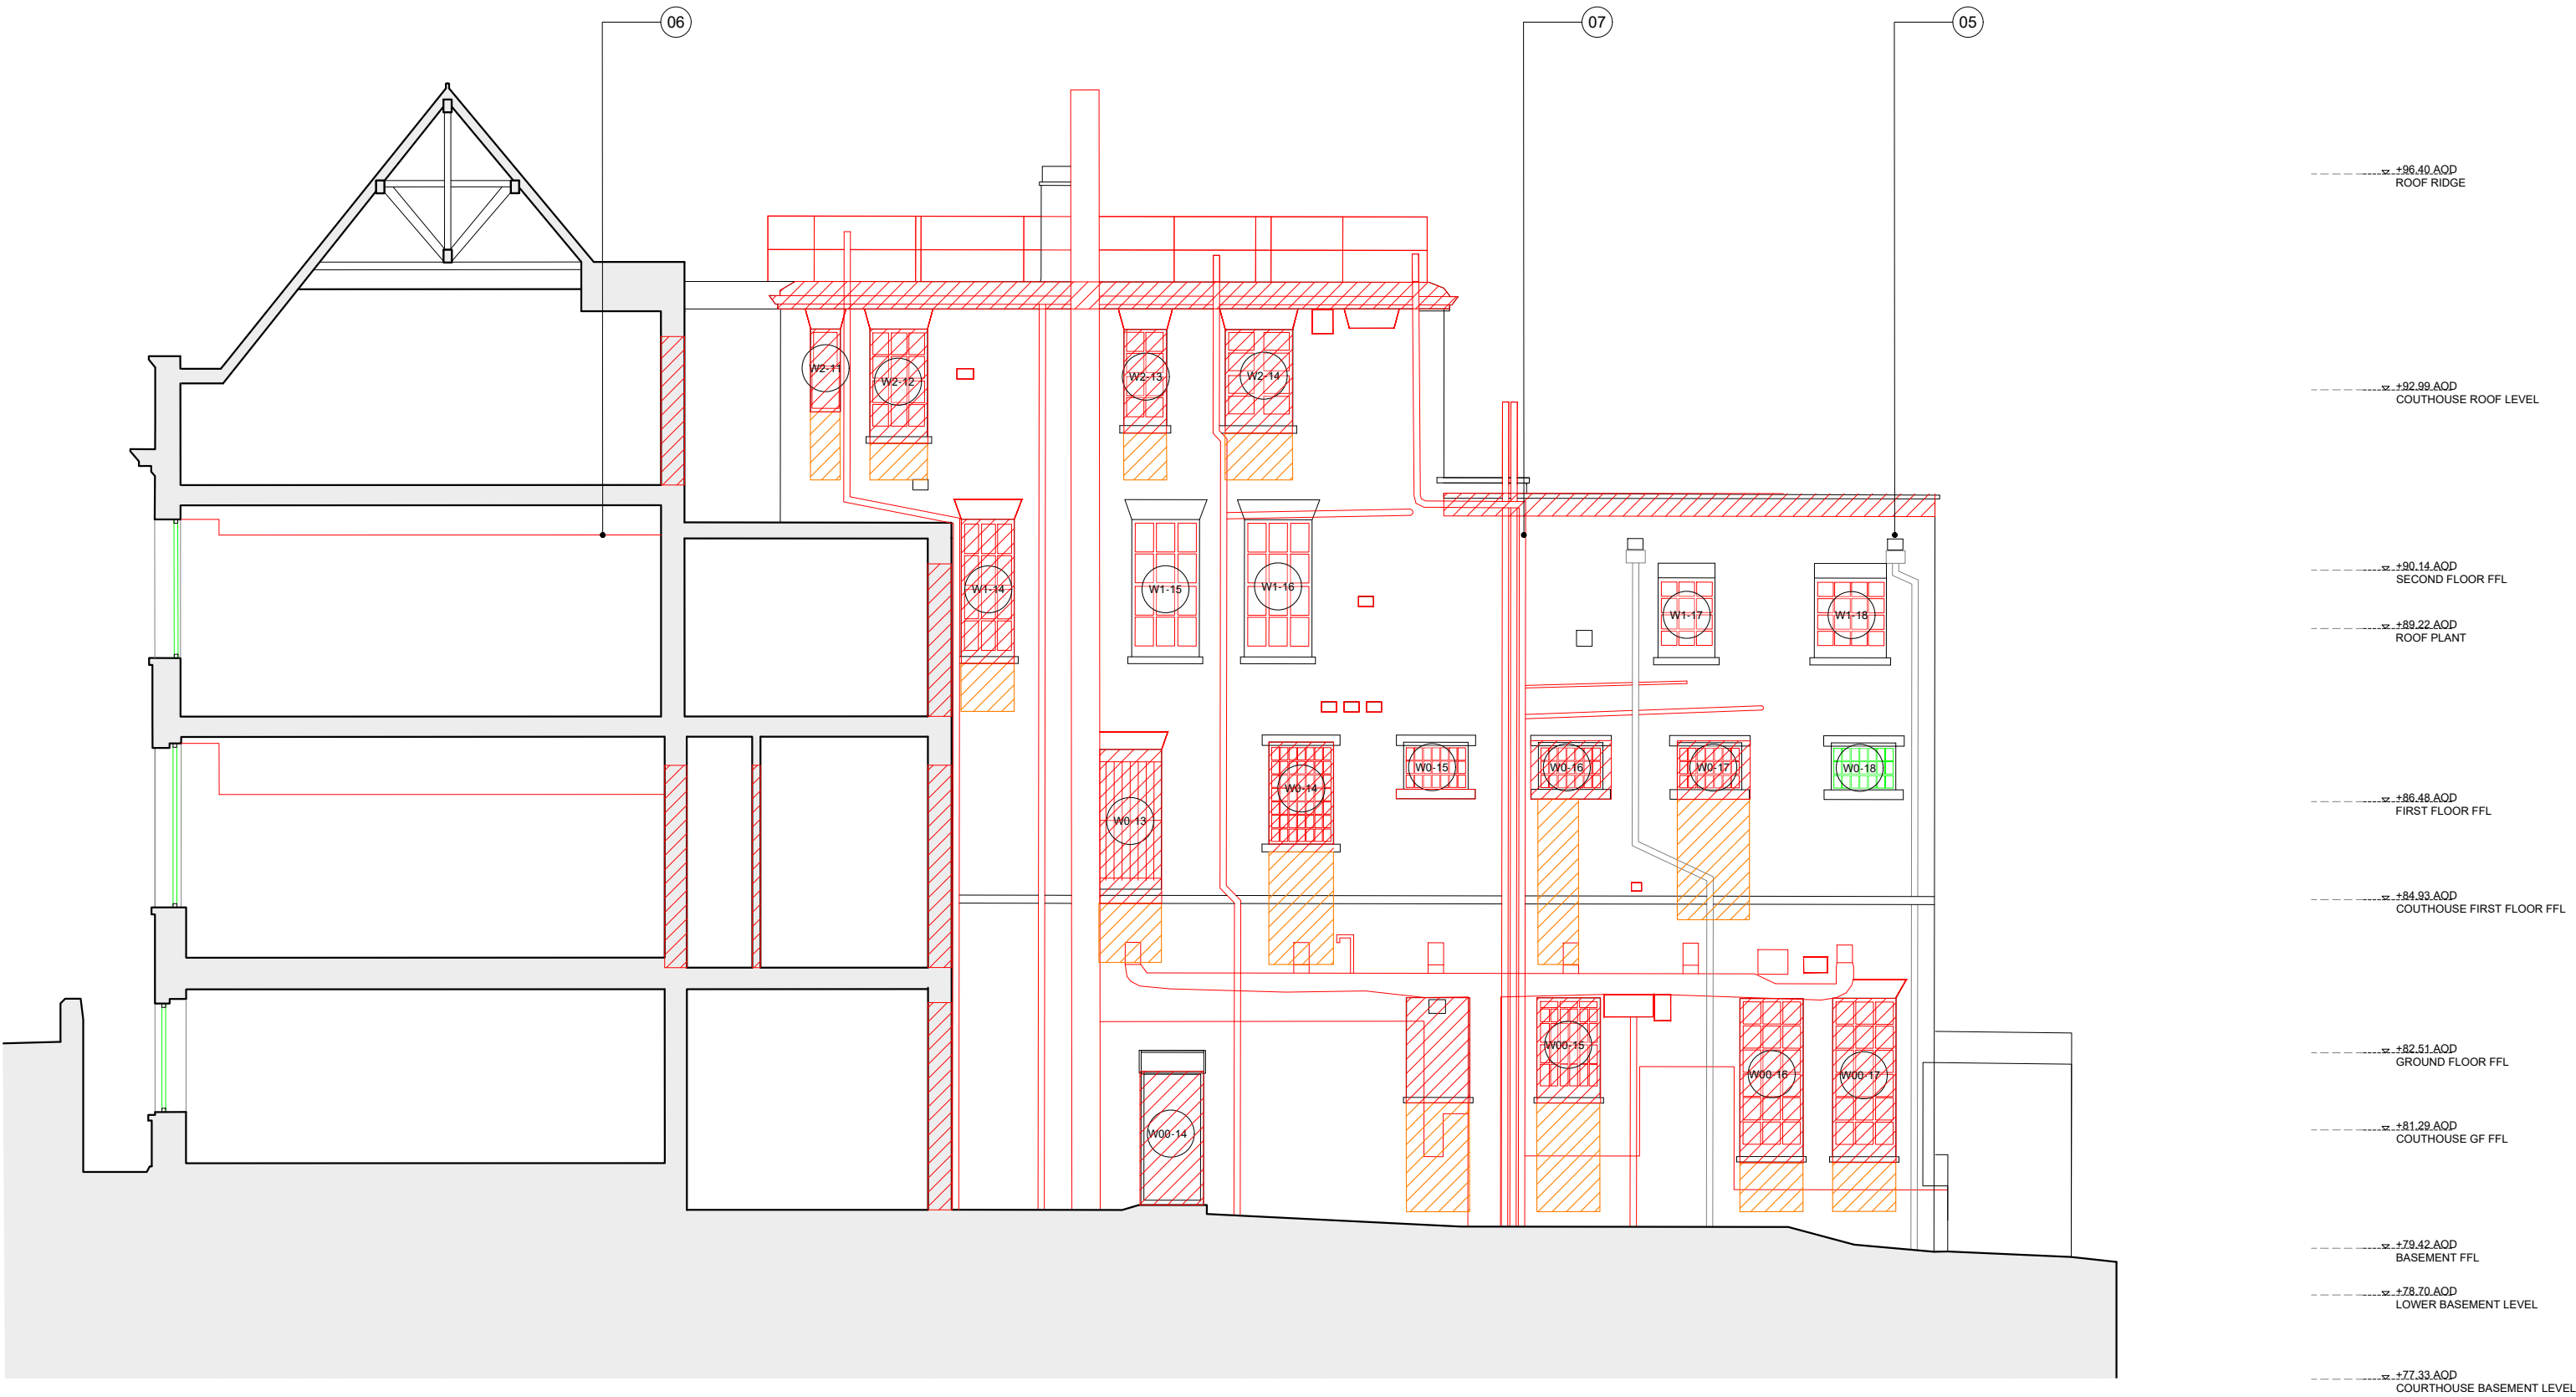 06
07
05
+96.40 AOD
ROOF RIDGE
W2-11
W2-12
W2-13
W2-14
+92.99 AOD
COUTHOUSE ROOF LEVEL
+90.14 AOD
SECOND FLOOR FFL
W1-14
W1-15
W1-16
W1-17
W1-18
+89.22 AOD
ROOF PLANT
W0-13
W0-14
W0-15
W0-16
W0-17
W0-18
+86.48 AOD
FIRST FLOOR FFL
+84.93 AOD
COUTHOUSE FIRST FLOOR FFL
+82.51 AOD
GROUND FLOOR FFL
W00-14
W00-15
W00-16
W00-17
+81.29 AOD
COUTHOUSE GF FFL
+79.42 AOD
BASEMENT FFL
+78.70 AOD
LOWER BASEMENT LEVEL
+77.33 AOD
COURTHOUSE BASEMENT LEVEL